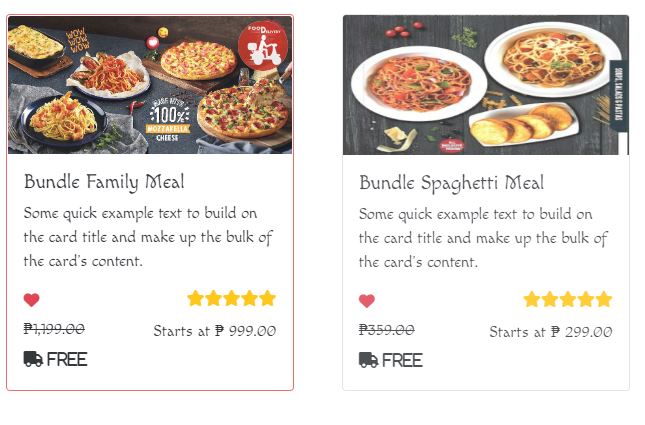 WOW
WOW
WOW
FOOD DELIVERY
MADE WITH
100%
MOZZARELLA
CHEESE
Bundle Family Meal
Some quick example text to build on
the card title and make up the bulk of
the card's content.
₱1,199.00
Starts at ₱ 999.00
FREE
SOUPS, SALADS & PASTAS
Bundle Spaghetti Meal
Some quick example text to build on
the card title and make up the bulk of
the card's content.
₱359.00
Starts at ₱ 299.00
FREE